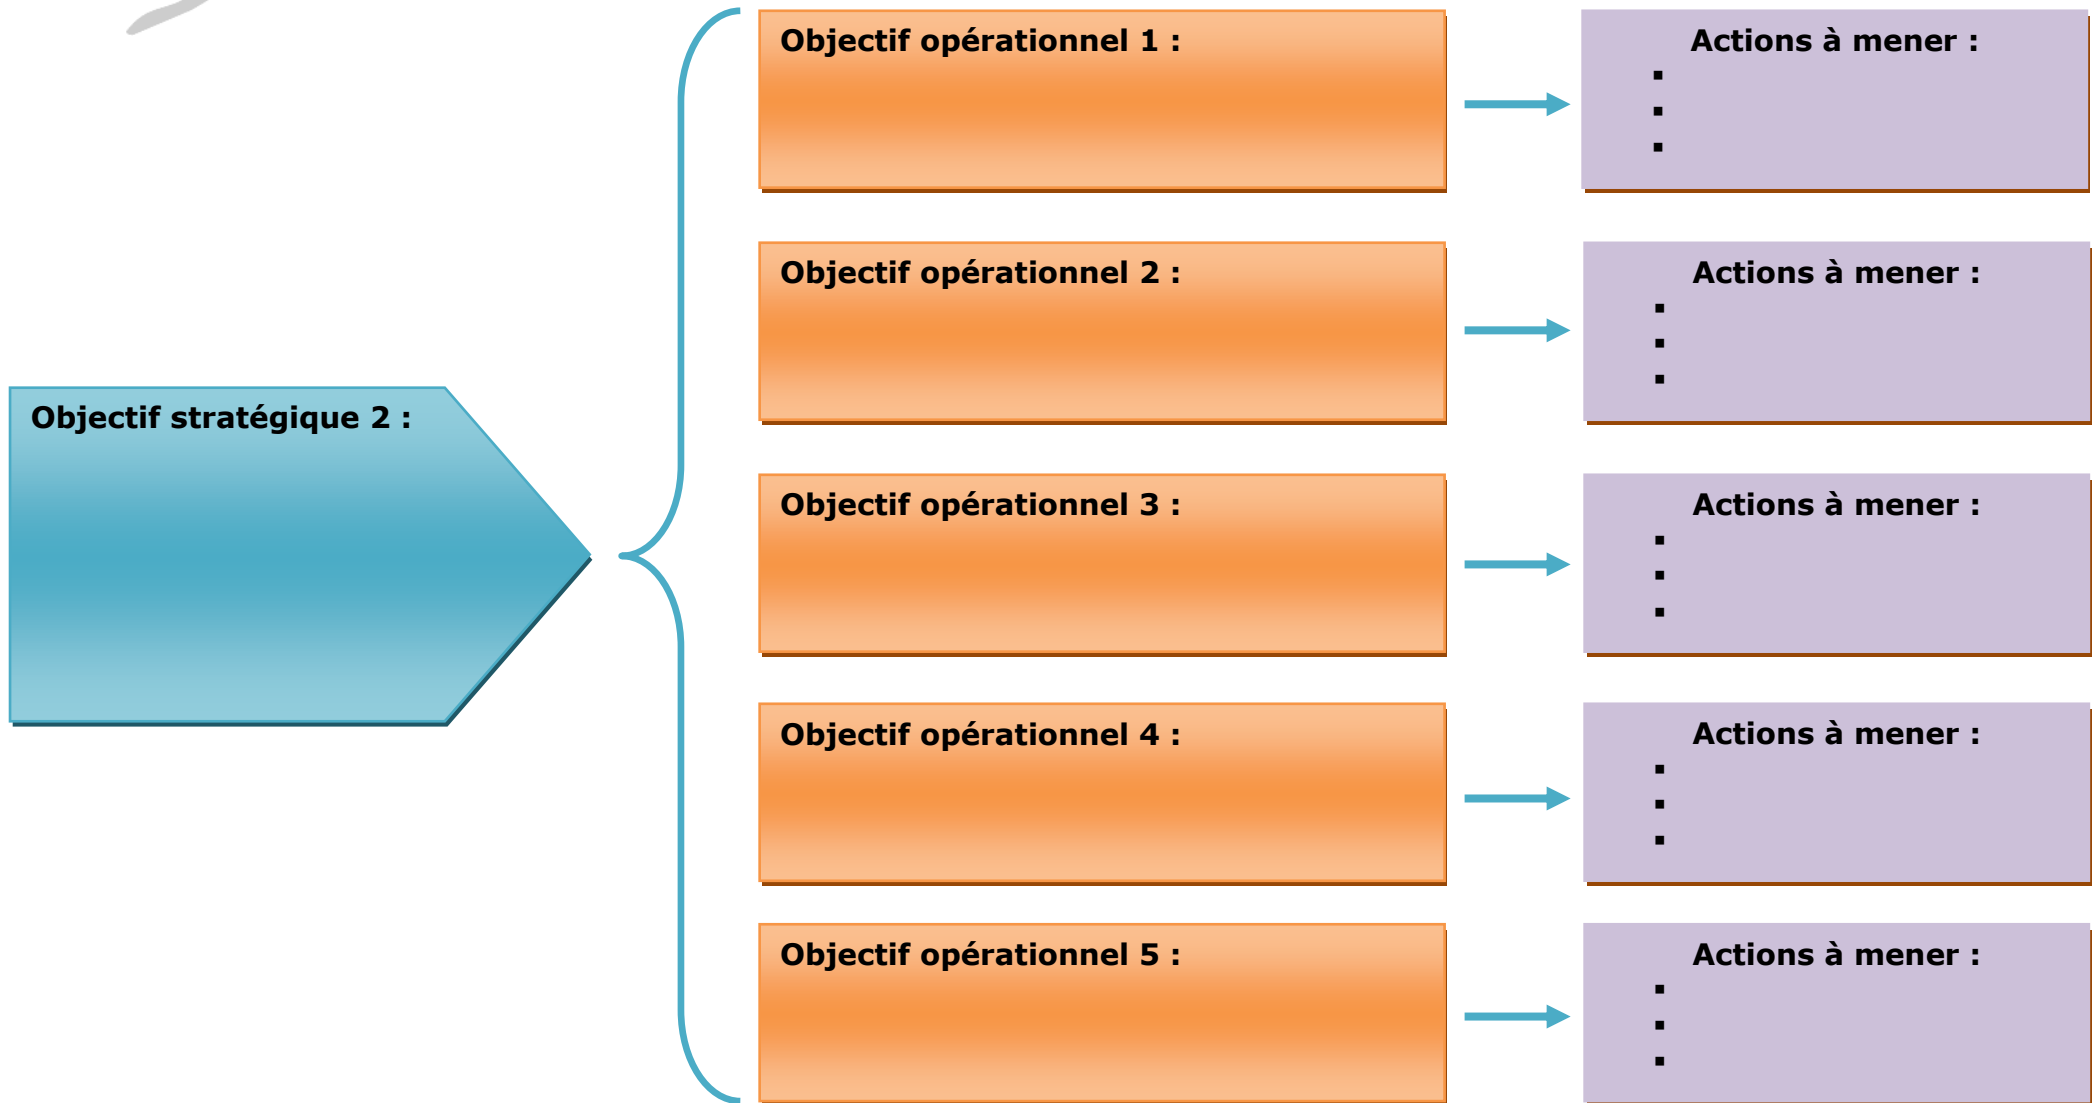 Objectif stratégique 2 :
Objectif opérationnel 1 :
Actions à mener :
▪
▪
▪
Objectif opérationnel 2 :
Actions à mener :
▪
▪
▪
Objectif opérationnel 3 :
Actions à mener :
▪
▪
▪
Objectif opérationnel 4 :
Actions à mener :
▪
▪
▪
Objectif opérationnel 5 :
Actions à mener :
▪
▪
▪